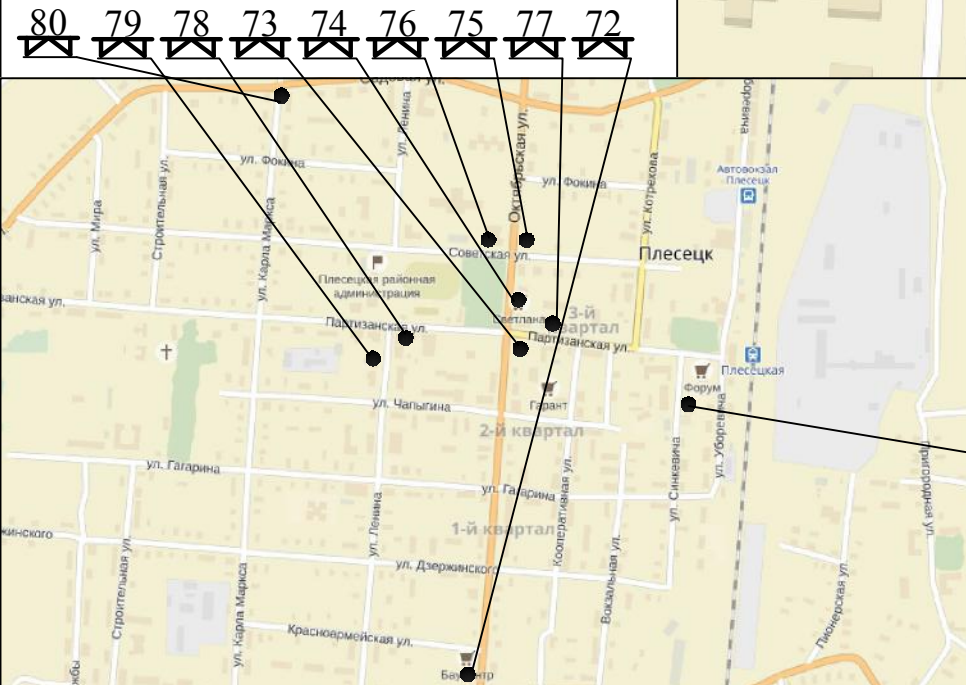 80 79 78 73 74 76 75 77 72
Садовая ул.
ул. Ленина
Октябрьская ул.
ул. Фокина
ул. Фокина
ул. Котрехова
Автовокзал
Плесецк
ул. Мира
Строительная ул.
ул. Карла Маркса
Советская ул.
Плесецк
Плесецкая районная
администрация
Партизанская ул.
Светлана
3-й
квартал
Партизанская ул.
Плесецкая
Форум
Гарант
ул. Чапыгина
2-й квартал
ул. Гагарина
ул. Гагарина
ул. Уборевича
ул. Синкевича
Пригородная ул.
1-й квартал
Кооперативная ул.
ул. Ленина
жинского
ул. Дзержинского
Строительная ул.
ул. Карла Маркса
Вокзальная ул.
Пионерская ул.
Красноармейская ул.